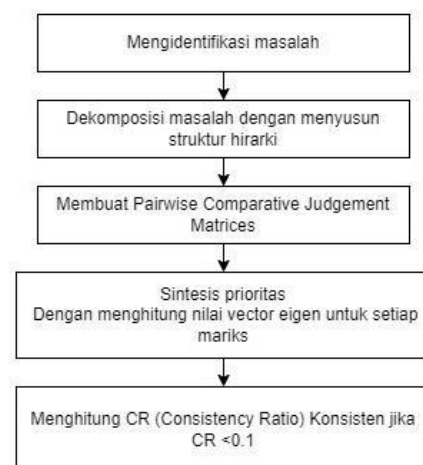 Mengidentifikasi masalah
Dekomposisi masalah dengan menyusun
struktur hirarki
Membuat Pairwise Comparative Judgement
Matrices
Sintesis prioritas
Dengan menghitung nilai vector eigen untuk setiap
mariks
Menghitung CR (Consistency Ratio) Konsisten jika
CR <0.1